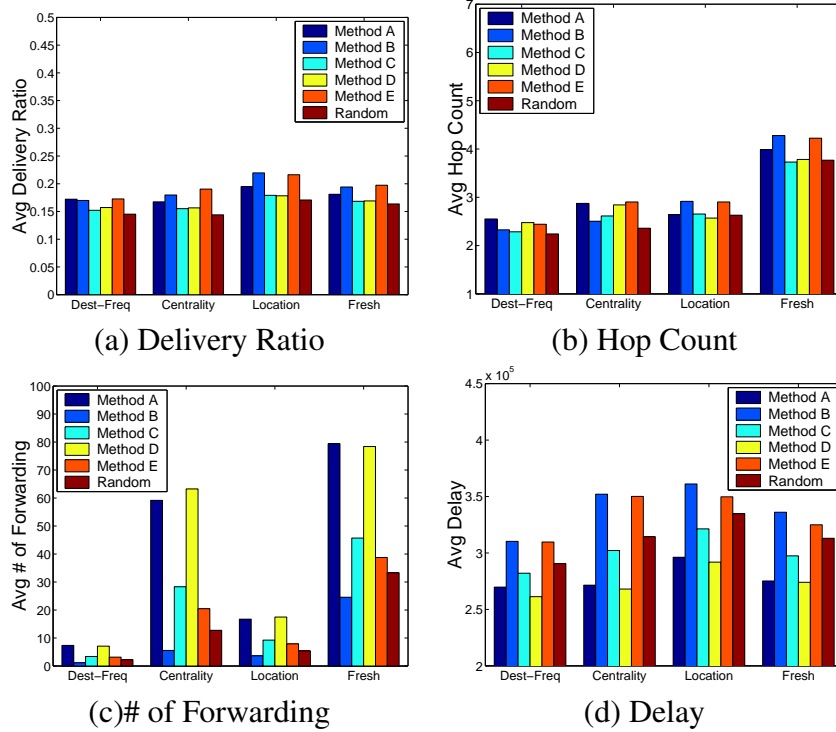 0.5
0.45
0.4
0.35
0.3
0.25
0.2
0.15
0.1
0.05
0
Avg Delivery Ratio
Method A
Method B
Method C
Method D
Method E
Random
Dest−Freq Centrality Location Fresh
(a) Delivery Ratio
7
6
5
4
3
2
1
Avg Hop Count
Method A
Method B
Method C
Method D
Method E
Random
Dest−Freq Centrality Location Fresh
(b) Hop Count
100
90
80
70
60
50
40
30
20
10
0
Avg # of Forwarding
Method A
Method B
Method C
Method D
Method E
Random
Dest−Freq Centrality Location Fresh
(c)# of Forwarding
x 10^5
4.5
4
3.5
3
2.5
2
Avg Delay
Method A
Method B
Method C
Method D
Method E
Random
Dest−Freq Centrality Location Fresh
(d) Delay